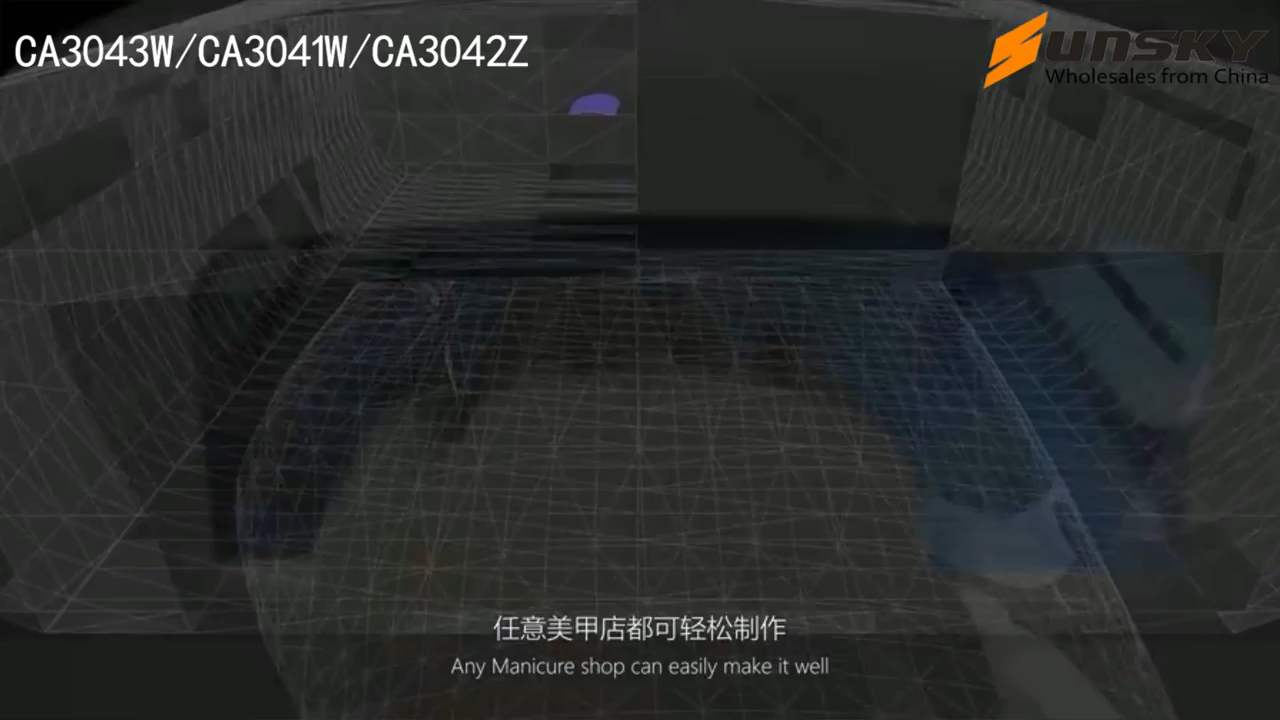 CA3043W/CA3041W/CA3042Z
SUNSKY
Wholesales from China
任意美甲店都可轻松制作
Any Manicure shop can easily make it well